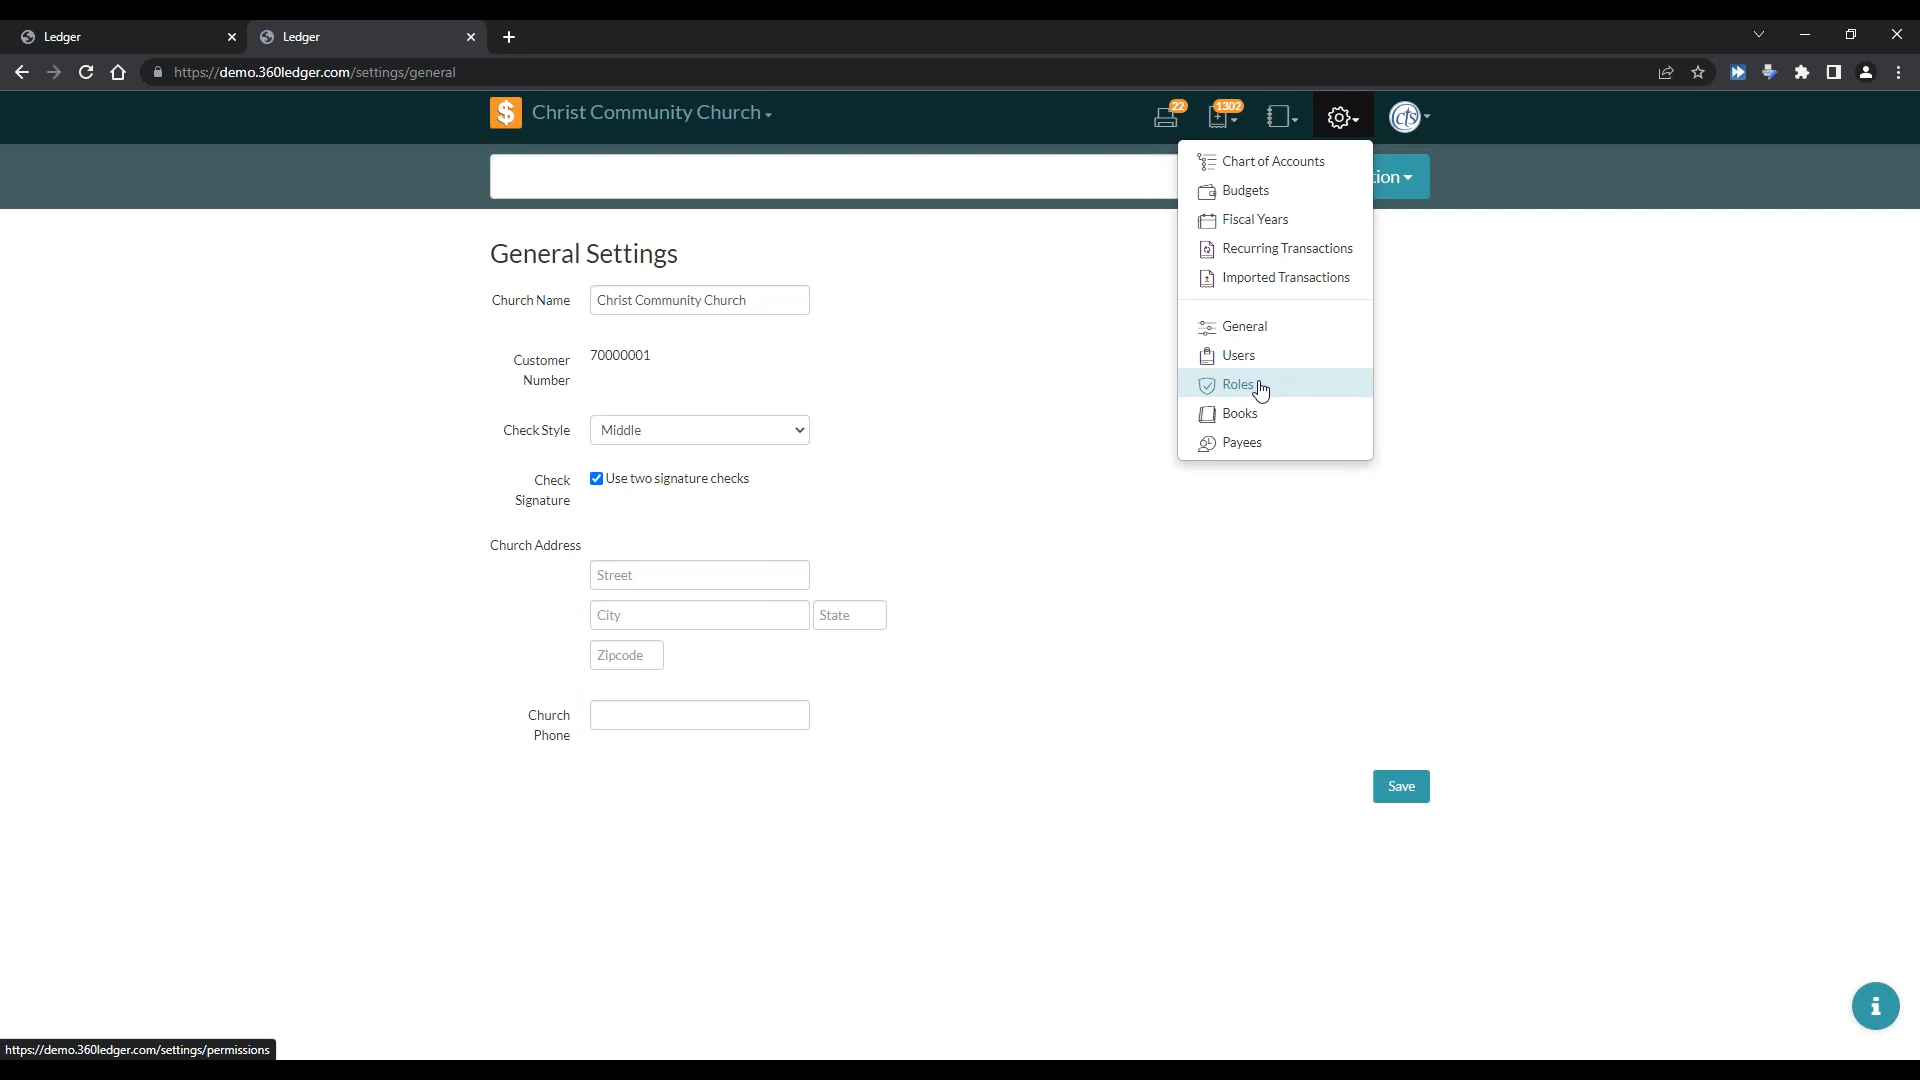 Ledger
Ledger
https://demo.360ledger.com/settings/general
$ Christ Community Church
22
1302
cts
tion
Chart of Accounts
Budgets
Fiscal Years
Recurring Transactions
Imported Transactions
General
Users
Roles
Books
Payees
General Settings
Church Name Christ Community Church
Customer 70000001
Number
Check Style Middle
Check Use two signature checks
Signature
Church Address
Street
City State
Zipcode
Church
Phone
Save
i
https://demo.360ledger.com/settings/permissions